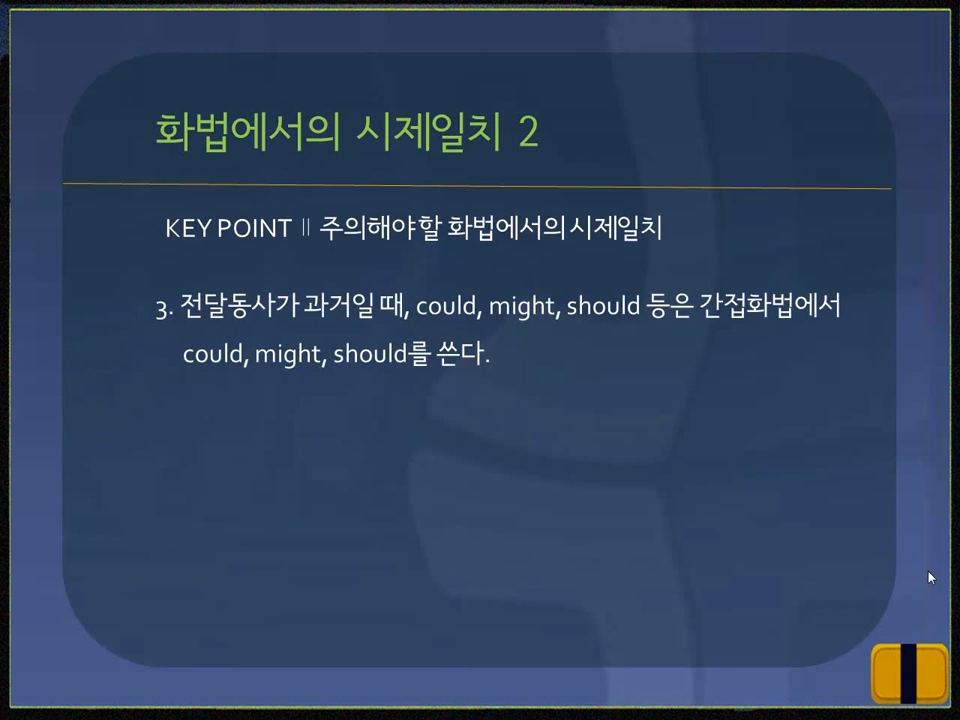 화법에서의 시제일치 2
KEY POINT Ⅱ 주의해야할 화법에서의 시제일치
3. 전달동사가 과거일 때, could, might, should 등은 간접화법에서
could, might, should를 쓴다.